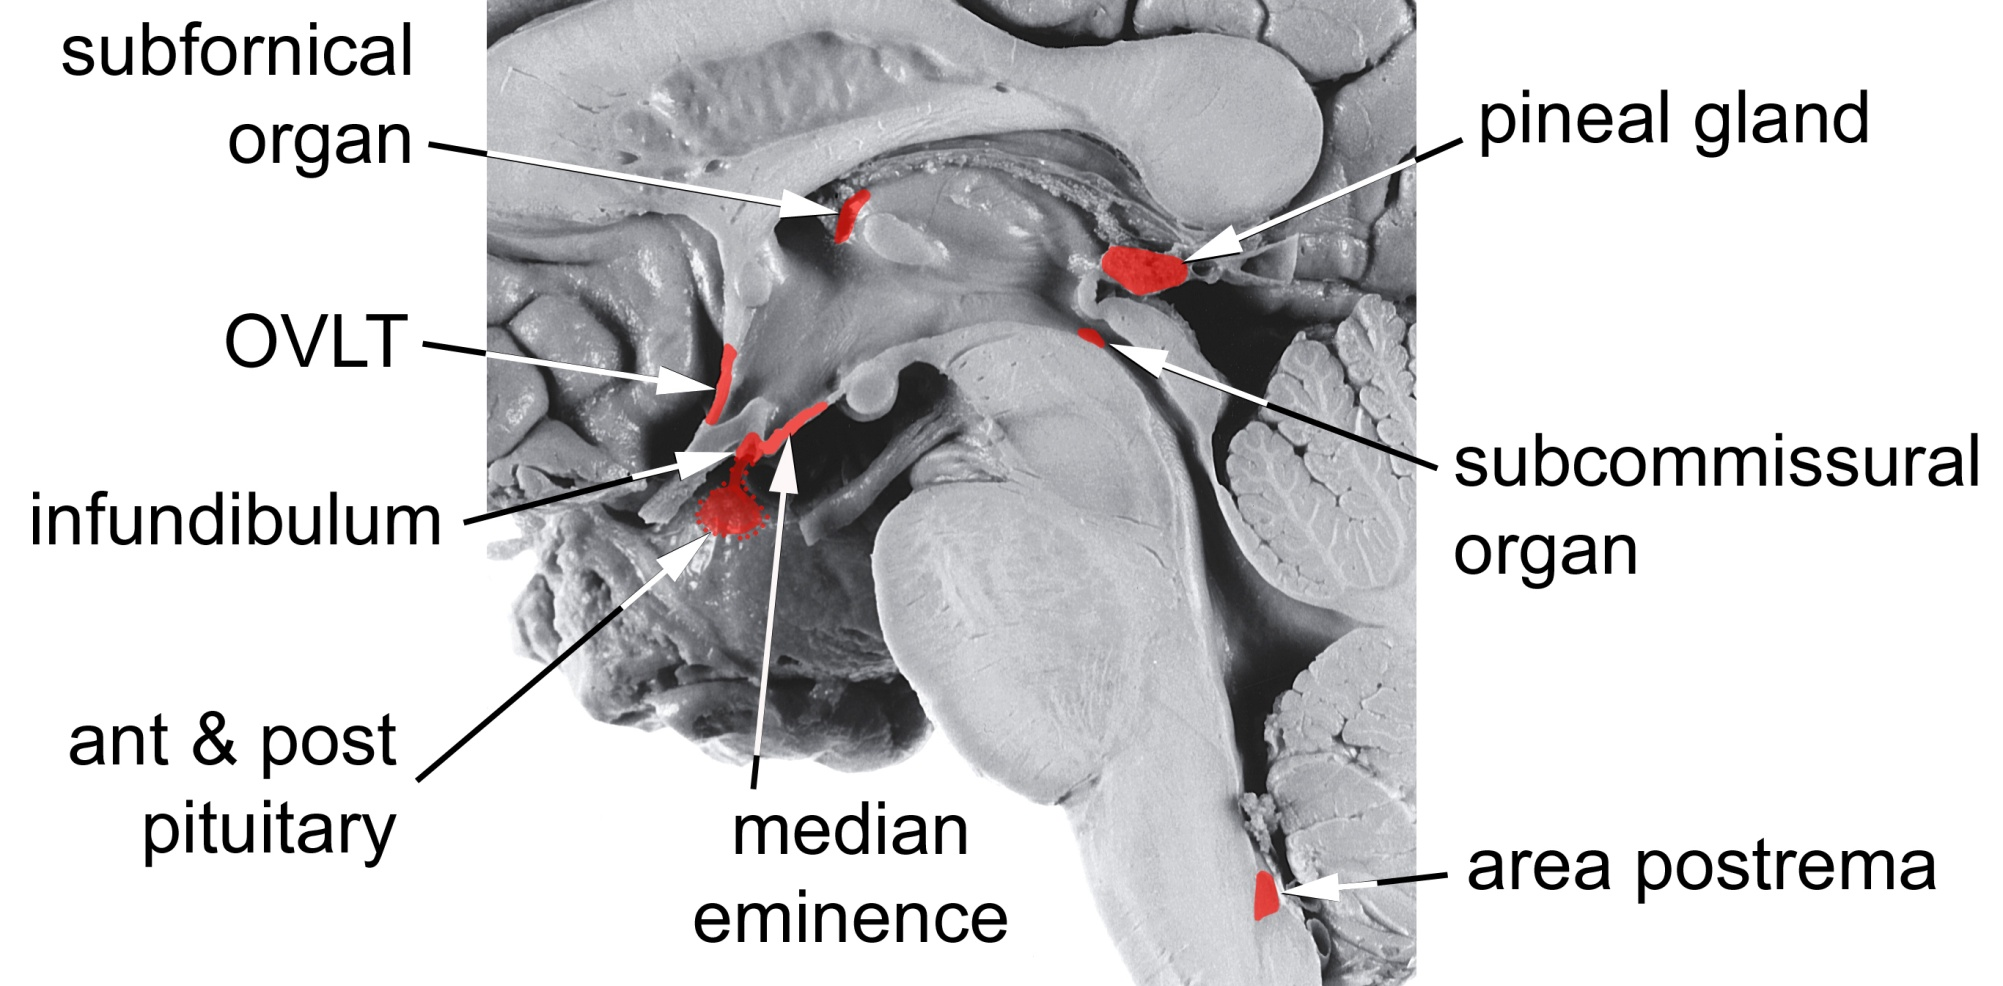 subfornical
organ
OVLT
infundibulum
ant & post
pituitary
median
eminence
pineal gland
subcommissural
organ
area postrema